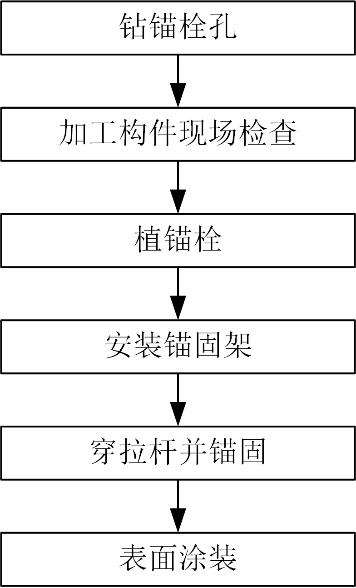 钻锚栓孔
加工构件现场检查
植锚栓
安装锚固架
穿拉杆并锚固
表面涂装